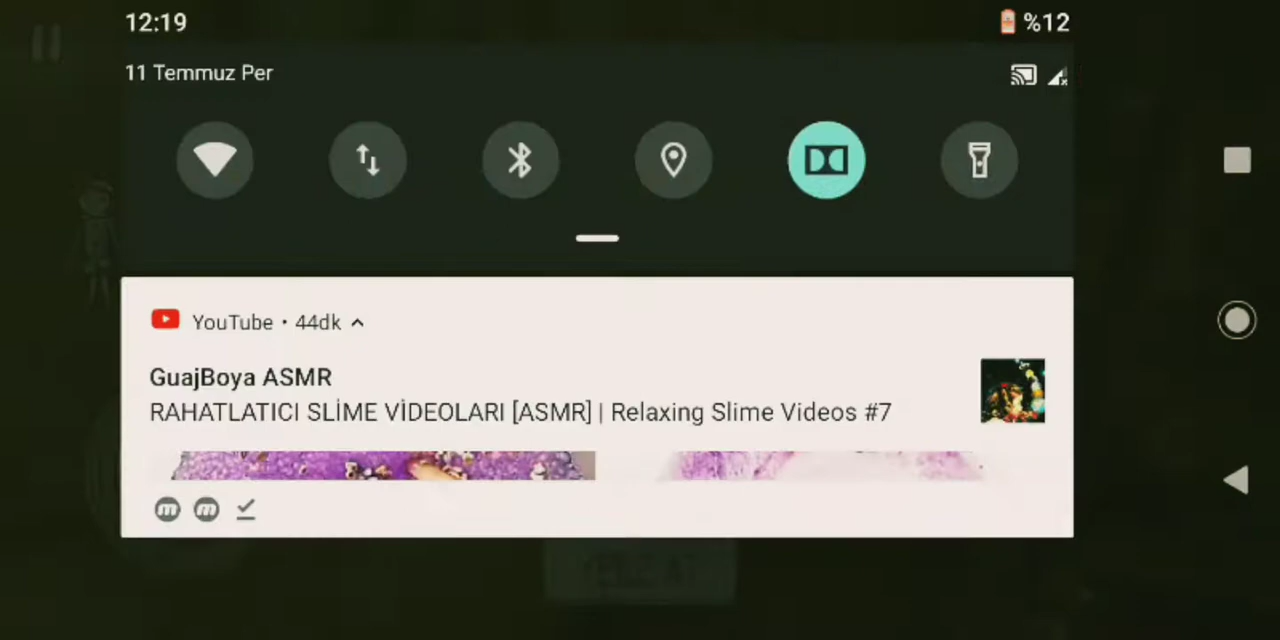 12:19
%12
11 Temmuz Per
YouTube • 44dk
GuajBoya ASMR
RAHATLATICI SLİME VİDEOLARI [ASMR] | Relaxing Slime Videos #7